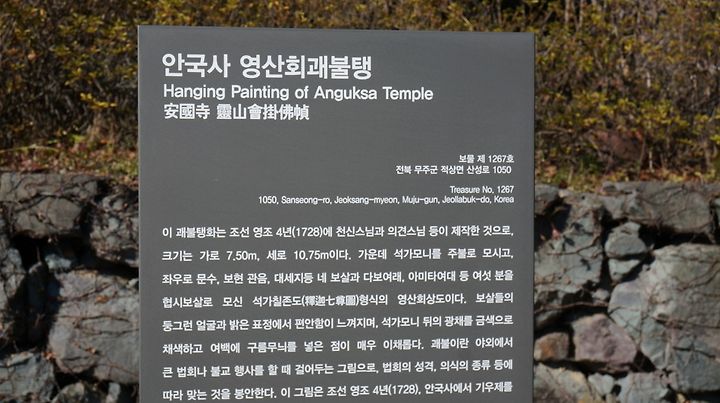 안국사 영산회괘불탱
Hanging Painting of Anguksa Temple
安國寺 靈山會掛佛幀
보물 제 1267호
전북 무주군 적상면 산성로 1050
Treasure No. 1267
1050, Sanseong-ro, Jeoksang-myeon, Muju-gun, Jeollabuk-do, Korea
이 괘불탱화는 조선 영조 4년(1728)에 천신스님과 의견스님 등이 제작한 것으로,
크기는 가로 7.50m, 세로 10.75m이다. 가운데 석가모니를 주불로 모시고,
좌우로 문수, 보현 관음, 대세지등 네 보살과 다보여래, 아미타여대 등 여섯 분을
협시보살로 모신 석가칠존도(釋迦七尊圖)형식의 영산회상도이다. 보살들의
둥그런 얼굴과 밝은 표정에서 편안함이 느껴지며, 석가모니 뒤의 광채를 금색으로
채색하고 여백에 구름무늬를 넣은 점이 매우 이채롭다. 괘불이란 야외에서
큰 법회나 불교 행사를 할 때 걸어두는 그림으로, 법회의 성격, 의식의 종류 등에
따라 맞는 것을 봉안한다. 이 그림은 조선 영조 4년(1728), 안국사에서 기우제를